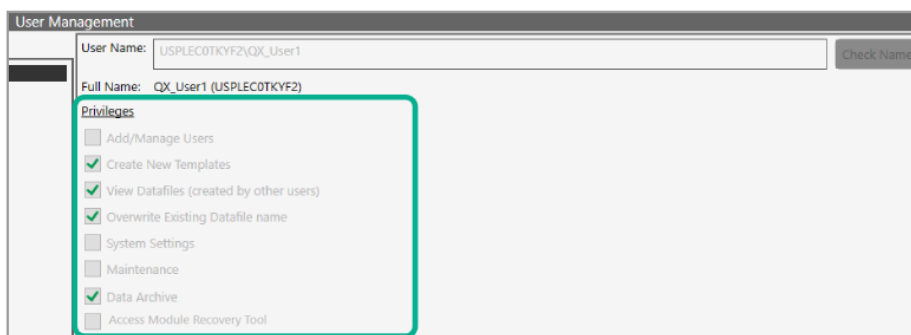 User Management
User Name: USPLEC0TKYF2\QX_User1 Check Name
Full Name: QX_User1 (USPLEC0TKYF2)
Privileges
Add/Manage Users
Create New Templates
View Datafiles (created by other users)
Overwrite Existing Datafile name
System Settings
Maintenance
Data Archive
Access Module Recovery Tool